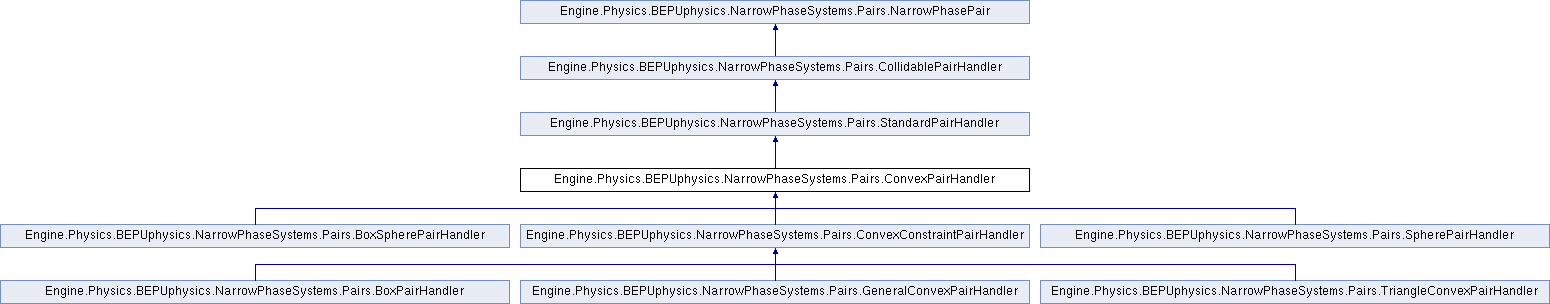 Engine.Physics.BEPUphysics.NarrowPhaseSystems.Pairs.NarrowPhasePair
Engine.Physics.BEPUphysics.NarrowPhaseSystems.Pairs.CollidablePairHandler
Engine.Physics.BEPUphysics.NarrowPhaseSystems.Pairs.StandardPairHandler
Engine.Physics.BEPUphysics.NarrowPhaseSystems.Pairs.ConvexPairHandler
Engine.Physics.BEPUphysics.NarrowPhaseSystems.Pairs.BoxSpherePairHandler
Engine.Physics.BEPUphysics.NarrowPhaseSystems.Pairs.ConvexConstraintPairHandler
Engine.Physics.BEPUphysics.NarrowPhaseSystems.Pairs.SpherePairHandler
Engine.Physics.BEPUphysics.NarrowPhaseSystems.Pairs.BoxPairHandler
Engine.Physics.BEPUphysics.NarrowPhaseSystems.Pairs.GeneralConvexPairHandler
Engine.Physics.BEPUphysics.NarrowPhaseSystems.Pairs.TriangleConvexPairHandler